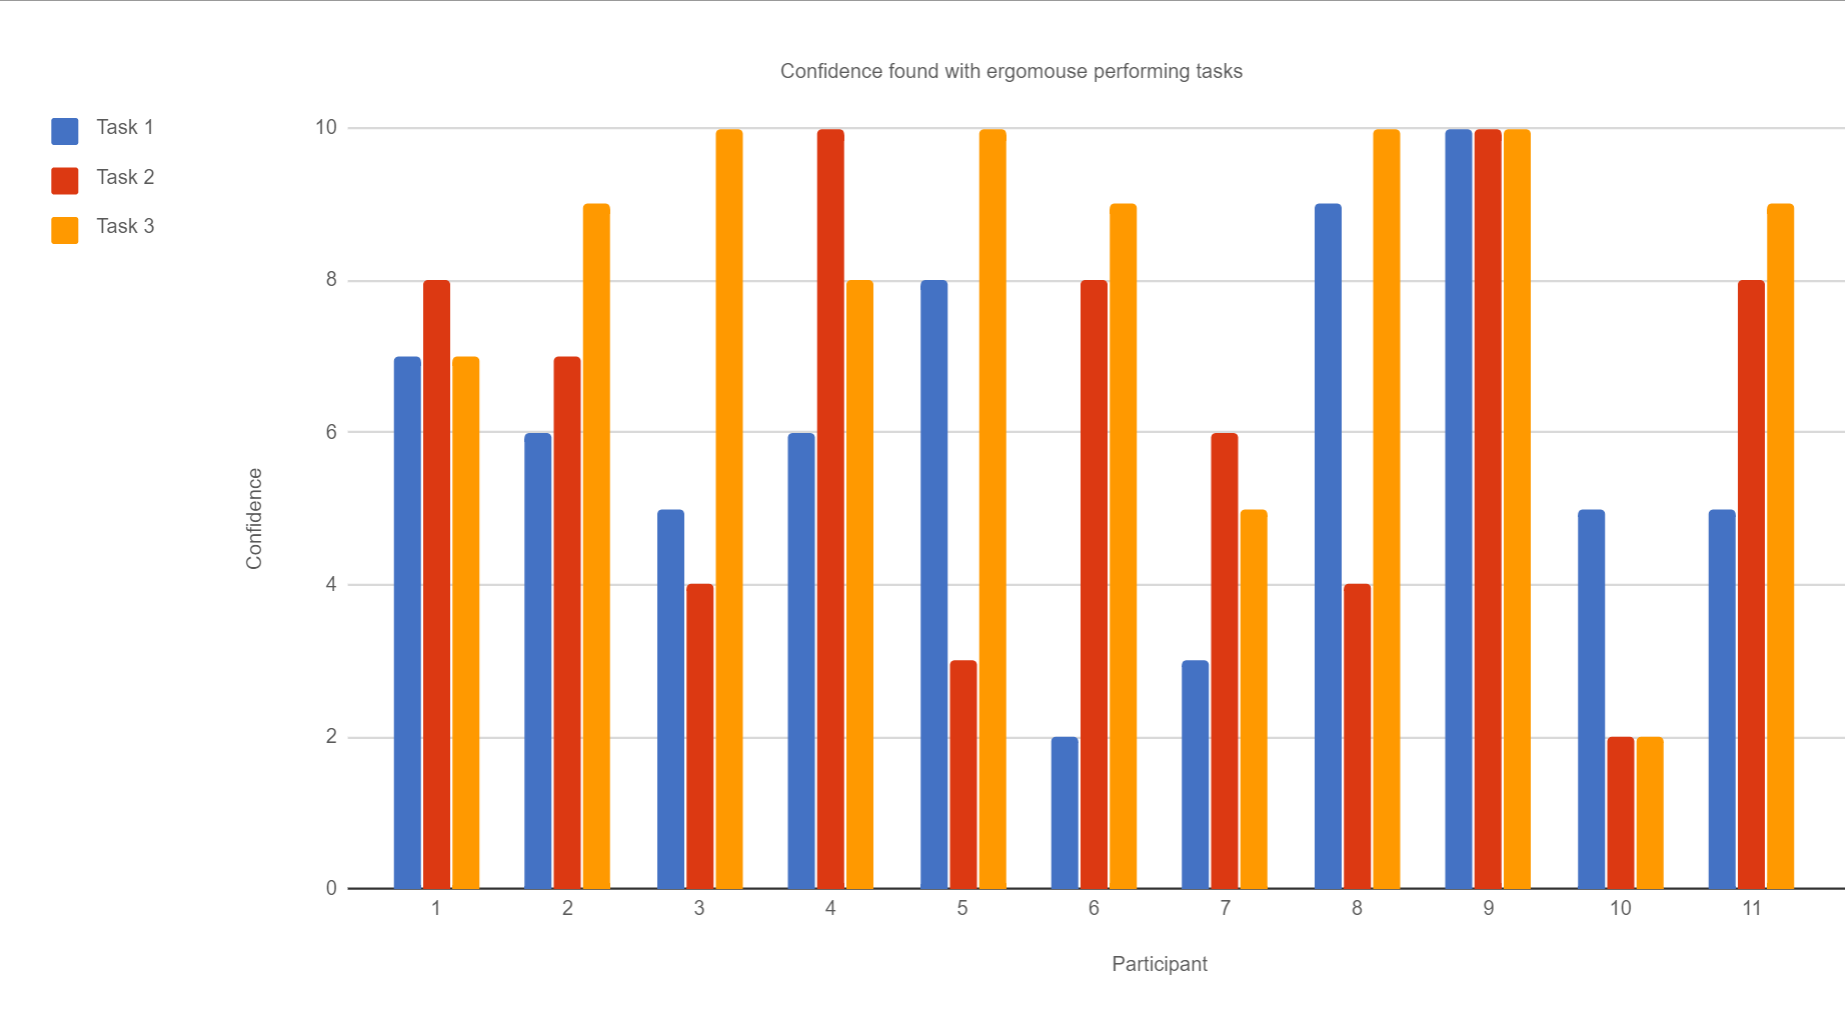 Confidence found with ergomouse performing tasks
Task 1
Task 2
Task 3
10
8
6
4
2
0
Confidence
1 2 3 4 5 6 7 8 9 10 11
Participant